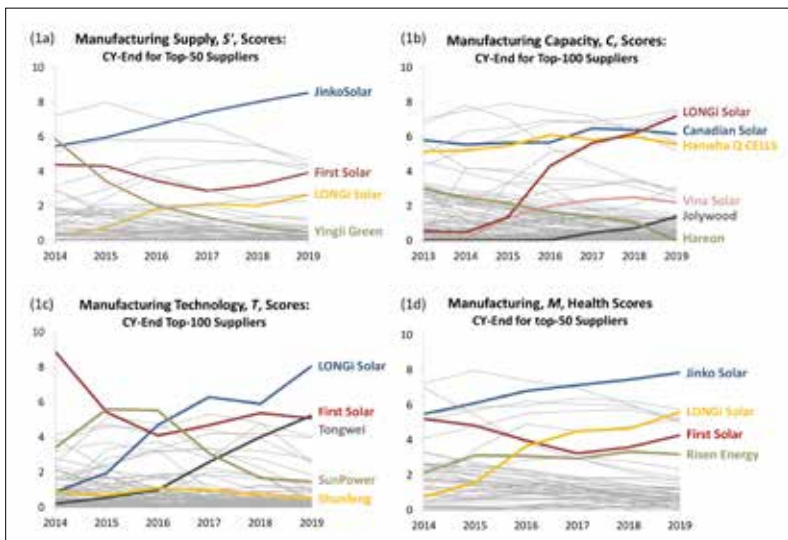 (1a)
Manufacturing Supply, S', Scores:
CY-End for Top-50 Suppliers
10
8
6
4
2
0
JinkoSolar
First Solar
LONGi Solar
Yingli Green
2014 2015 2016 2017 2018 2019
(1b)
Manufacturing Capacity, C, Scores:
CY-End for Top-100 Suppliers
10
8
6
4
2
0
LONGi Solar
Canadian Solar
Hanwha Q CELLS
Vina Solar
Jolywood
Hareon
2013 2014 2015 2016 2017 2018 2019
(1c)
Manufacturing Technology, T, Scores:
CY-End Top-100 Suppliers
10
8
6
4
2
0
LONGi Solar
First Solar
Tongwei
SunPower
Shunfeng
2014 2015 2016 2017 2018 2019
(1d)
Manufacturing, M, Health Scores
CY-End for top-50 Suppliers
10
8
6
4
2
0
Jinko Solar
LONGi Solar
First Solar
Risen Energy
2014 2015 2016 2017 2018 2019